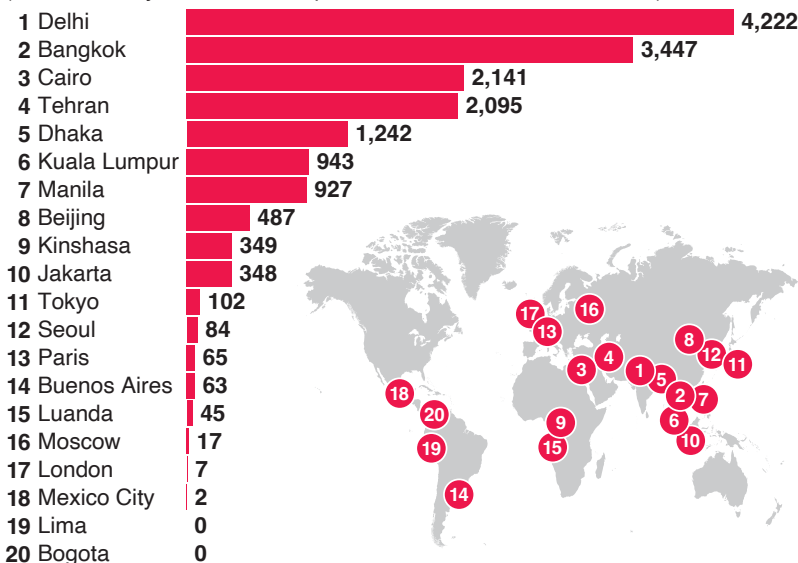 1 Delhi 4,222
2 Bangkok 3,447
3 Cairo 2,141
4 Tehran 2,095
5 Dhaka 1,242
6 Kuala Lumpur 943
7 Manila 927
8 Beijing 487
9 Kinshasa 349
10 Jakarta 348
11 Tokyo 102
12 Seoul 84
13 Paris 65
14 Buenos Aires 63
15 Luanda 45
16 Moscow 17
17 London 7
18 Mexico City 2
19 Lima 0
20 Bogota 0
17
16
13
8
12
11
4
3
1
5
2
7
18
20
9
6
10
19
15
14